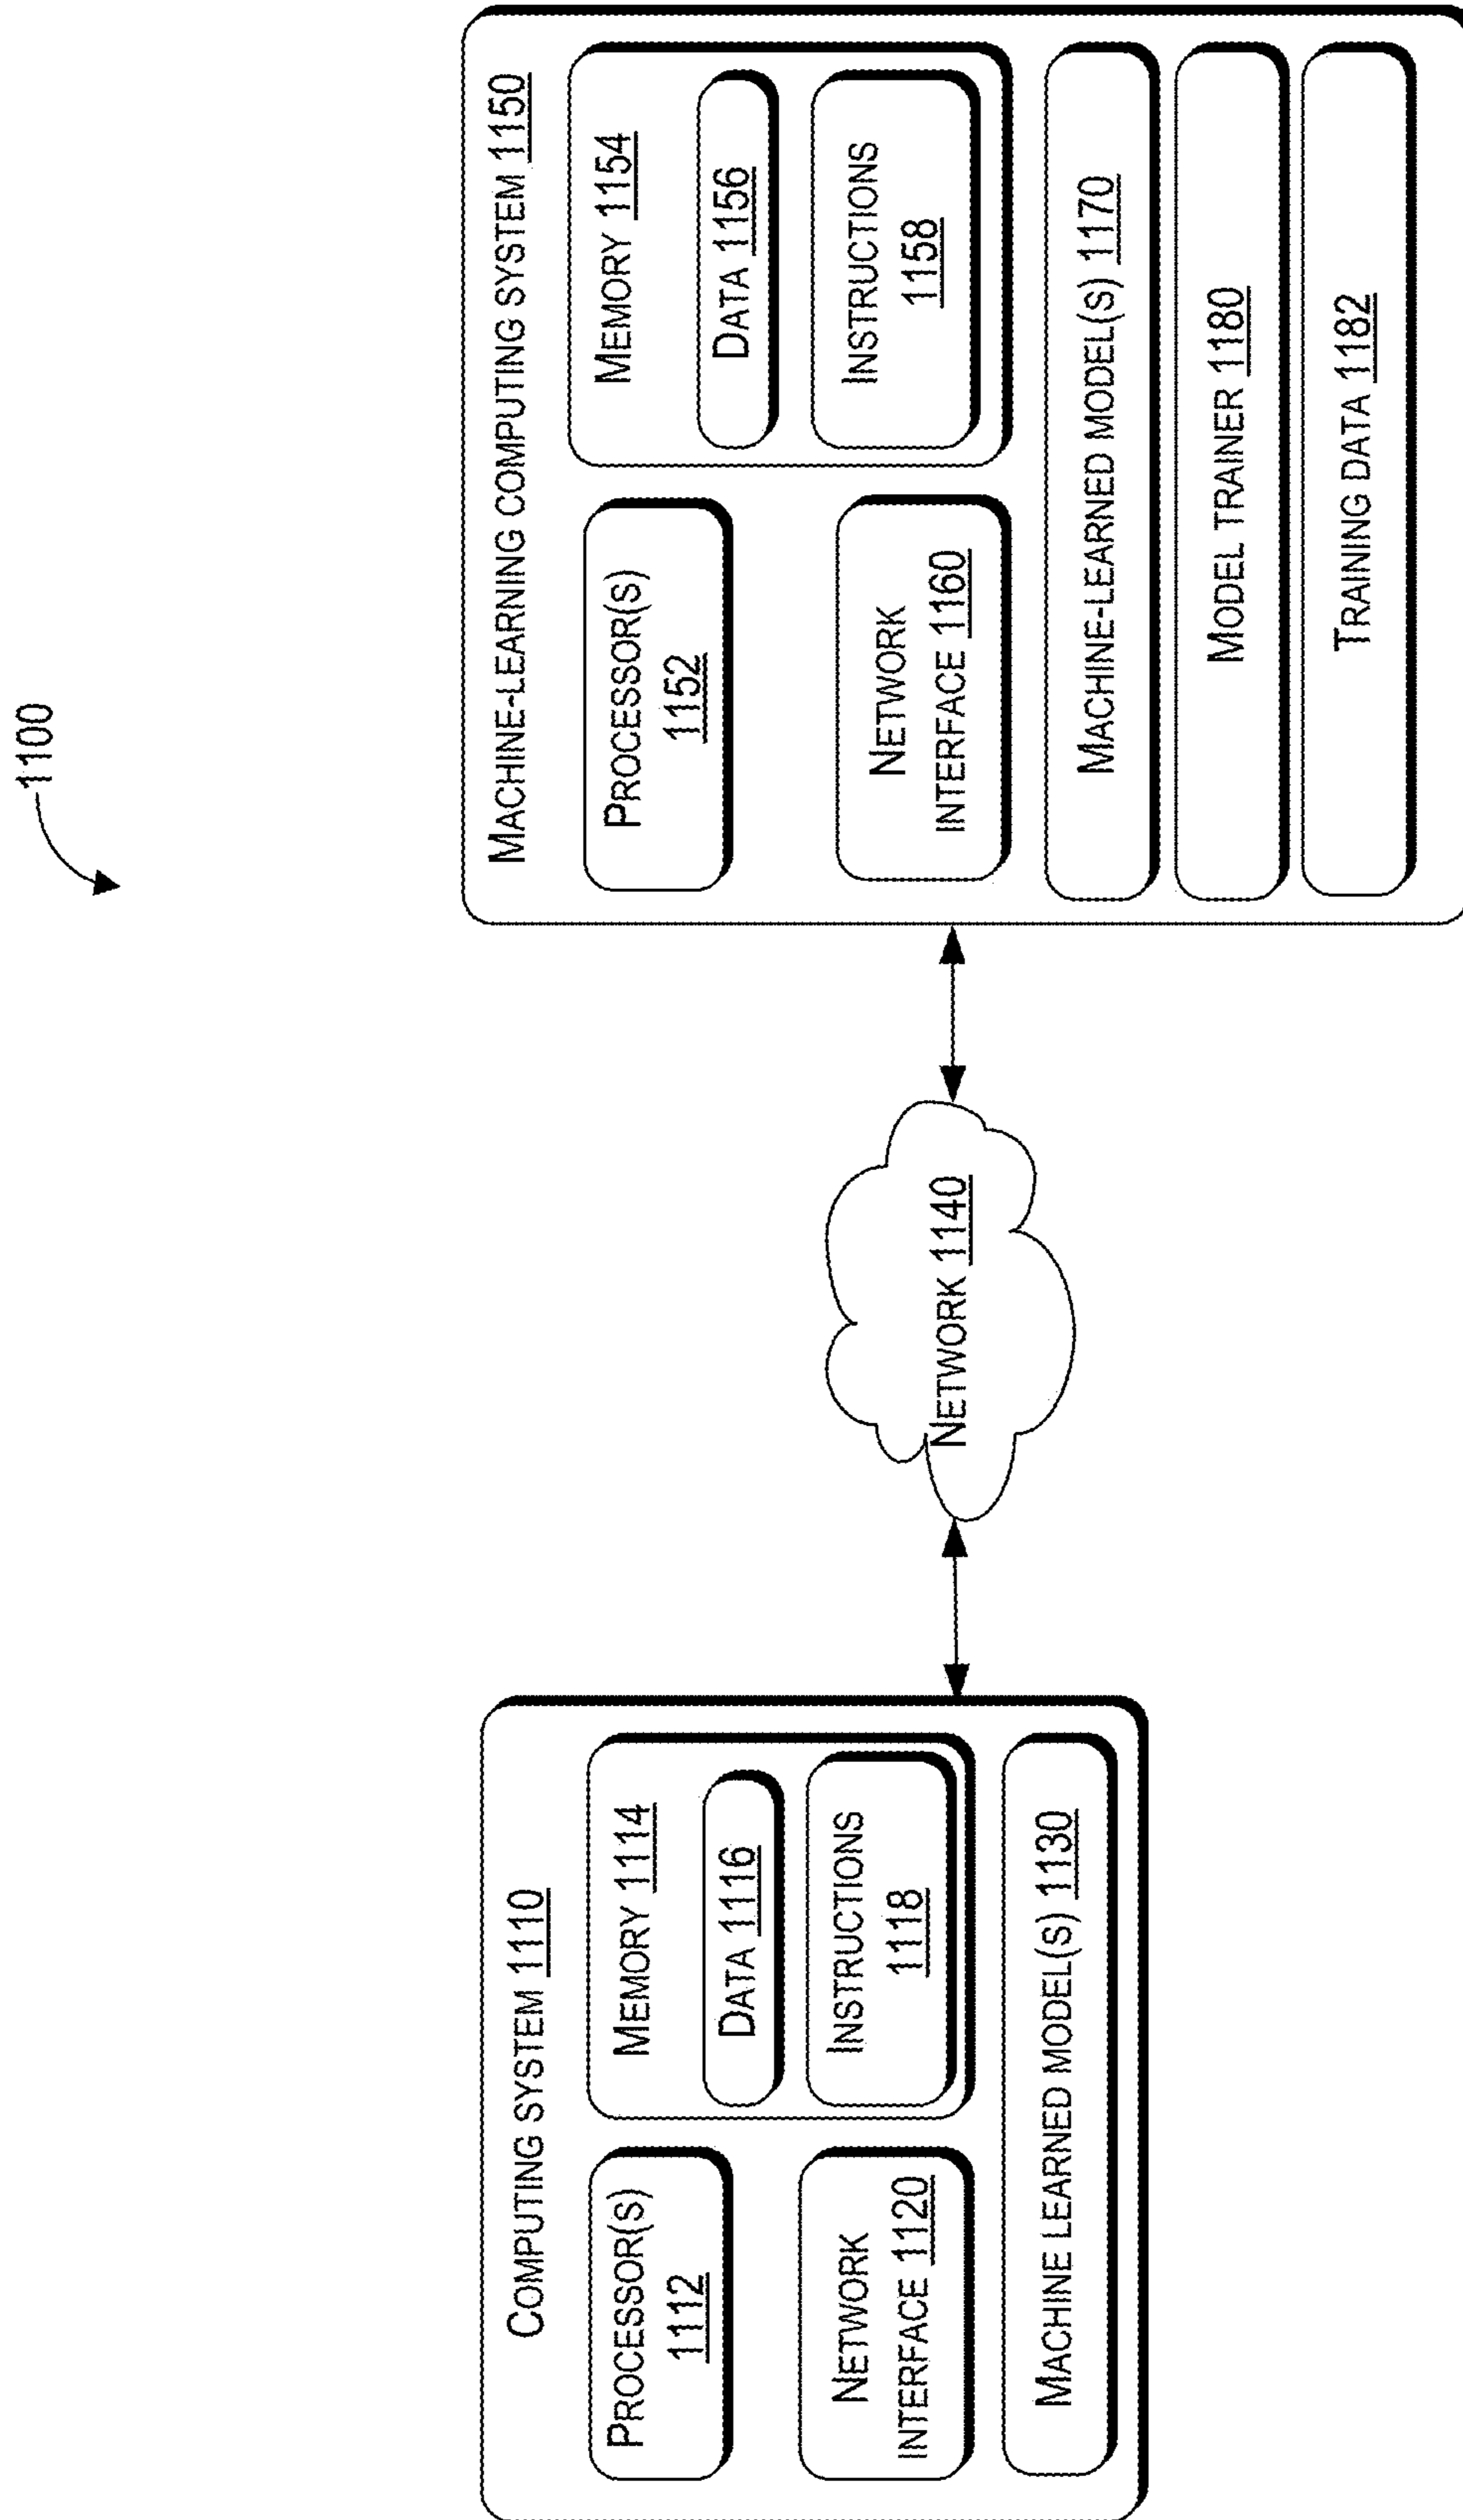 1100
COMPUTING SYSTEM 1110
PROCESSOR(S)
1112
MEMORY 1114
DATA 1116
INSTRUCTIONS
1118
NETWORK
INTERFACE 1120
MACHINE LEARNED MODEL(S) 1130
NETWORK 1140
MACHINE-LEARNING COMPUTING SYSTEM 1150
PROCESSOR(S)
1152
MEMORY 1154
DATA 1156
INSTRUCTIONS
1158
NETWORK
INTERFACE 1160
MACHINE-LEARNED MODEL(S) 1170
MODEL TRAINER 1180
TRAINING DATA 1182